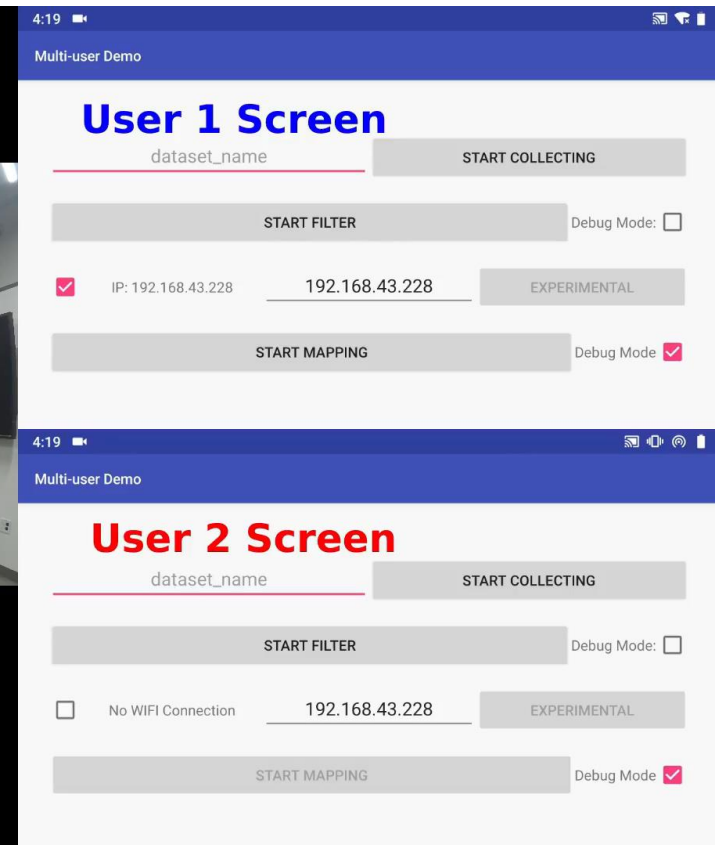 4:19
Multi-user Demo
User 1 Screen
dataset_name START COLLECTING
START FILTER Debug Mode:
IP: 192.168.43.228 192.168.43.228 EXPERIMENTAL
START MAPPING Debug Mode
4:19
Multi-user Demo
User 2 Screen
dataset_name START COLLECTING
START FILTER Debug Mode:
No WIFI Connection 192.168.43.228 EXPERIMENTAL
START MAPPING Debug Mode